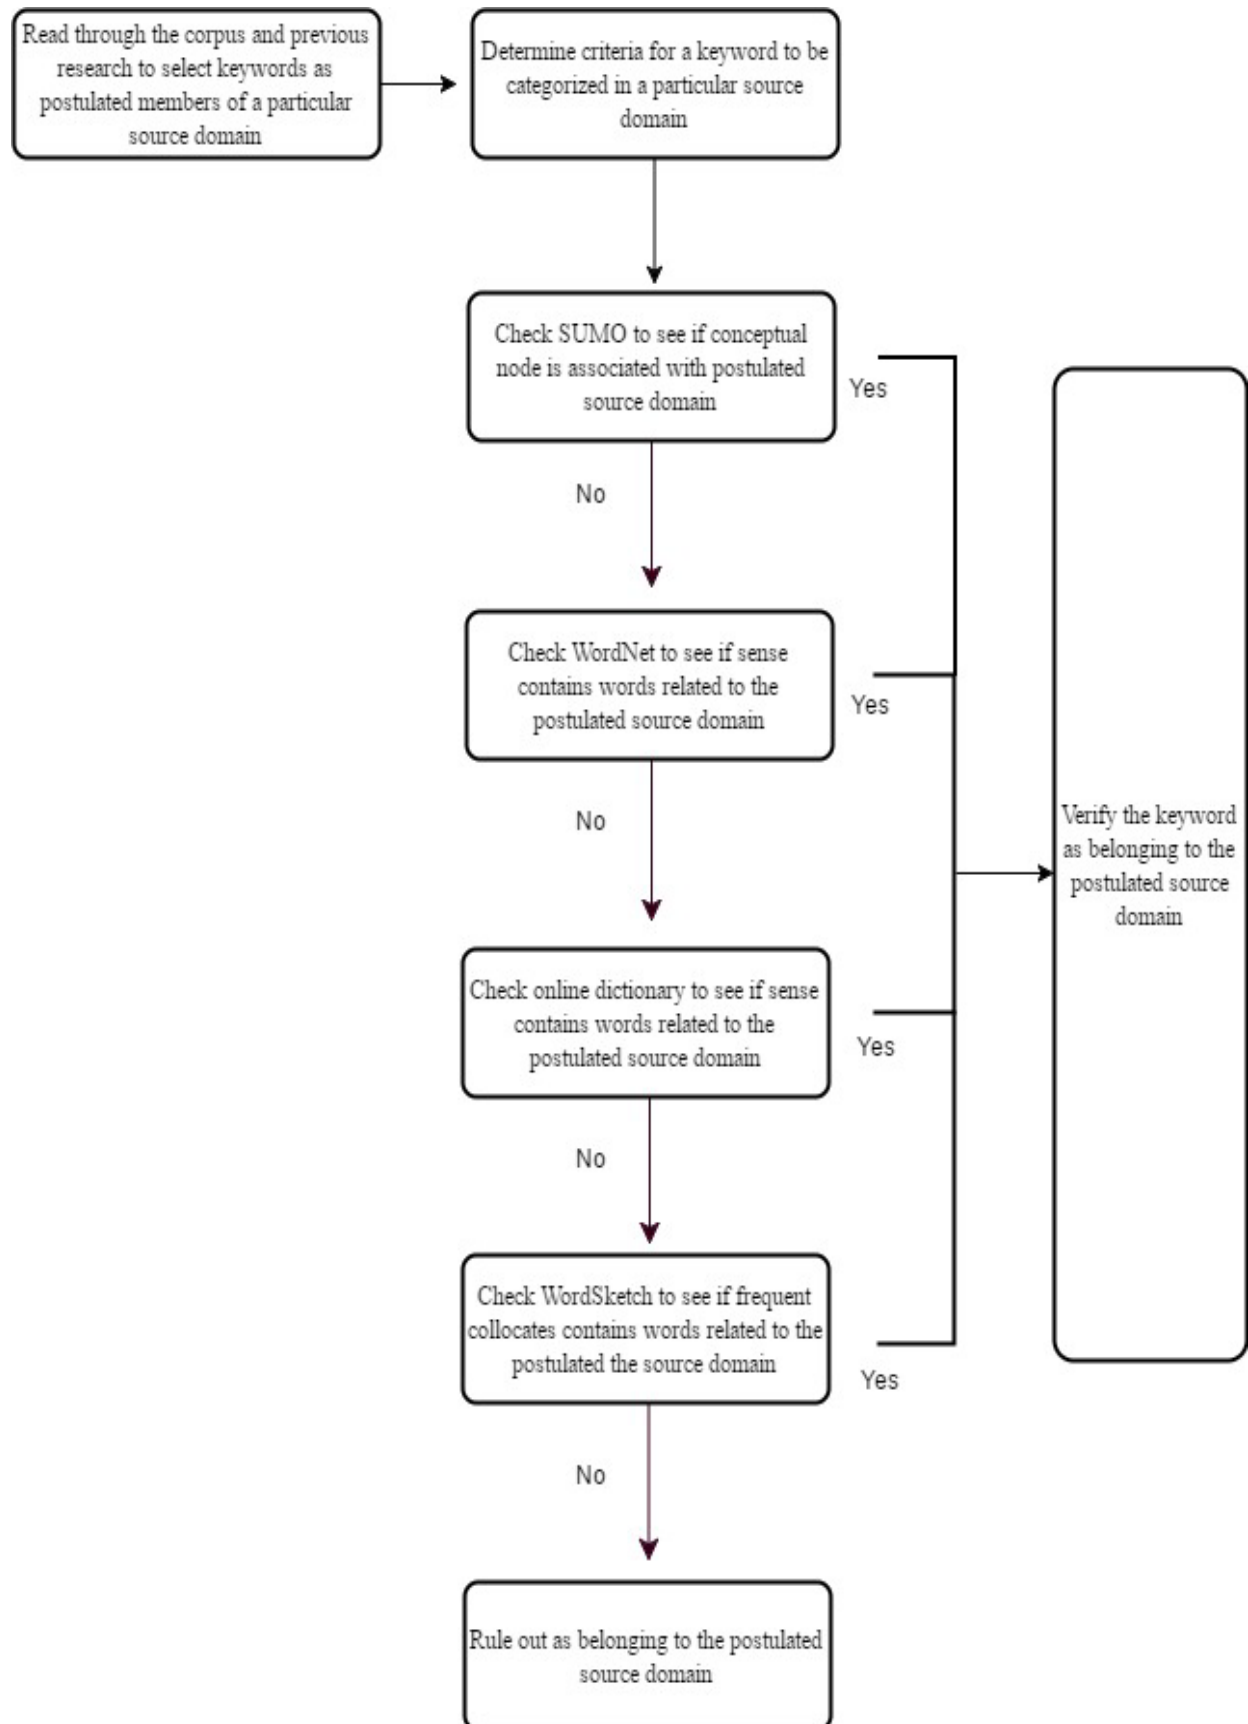 Read through the corpus and previous
research to select keywords as
postulated members of a particular
source domain
Determine criteria for a keyword to be
categorized in a particular source
domain
Check SUMO to see if conceptual
node is associated with postulated
source domain
Yes
No
Check WordNet to see if sense
contains words related to the
postulated source domain
Yes
No
Verify the keyword
as belonging to the
postulated source
domain
Check online dictionary to see if sense
contains words related to the
postulated source domain
Yes
No
Check WordSketch to see if frequent
collocates contains words related to the
postulated the source domain
Yes
No
Rule out as belonging to the postulated
source domain